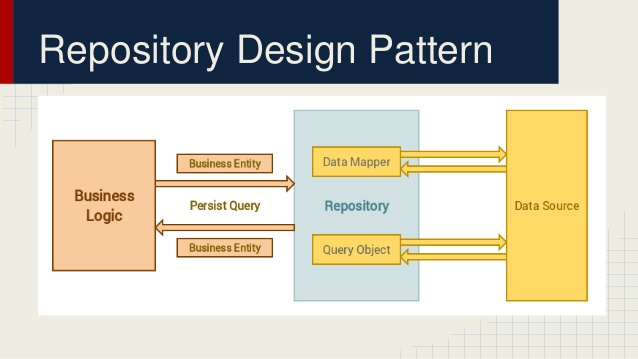 Repository Design Pattern
Business Entity
Data Mapper
Business
Logic
Persist Query
Repository
Data Source
Business Entity
Query Object